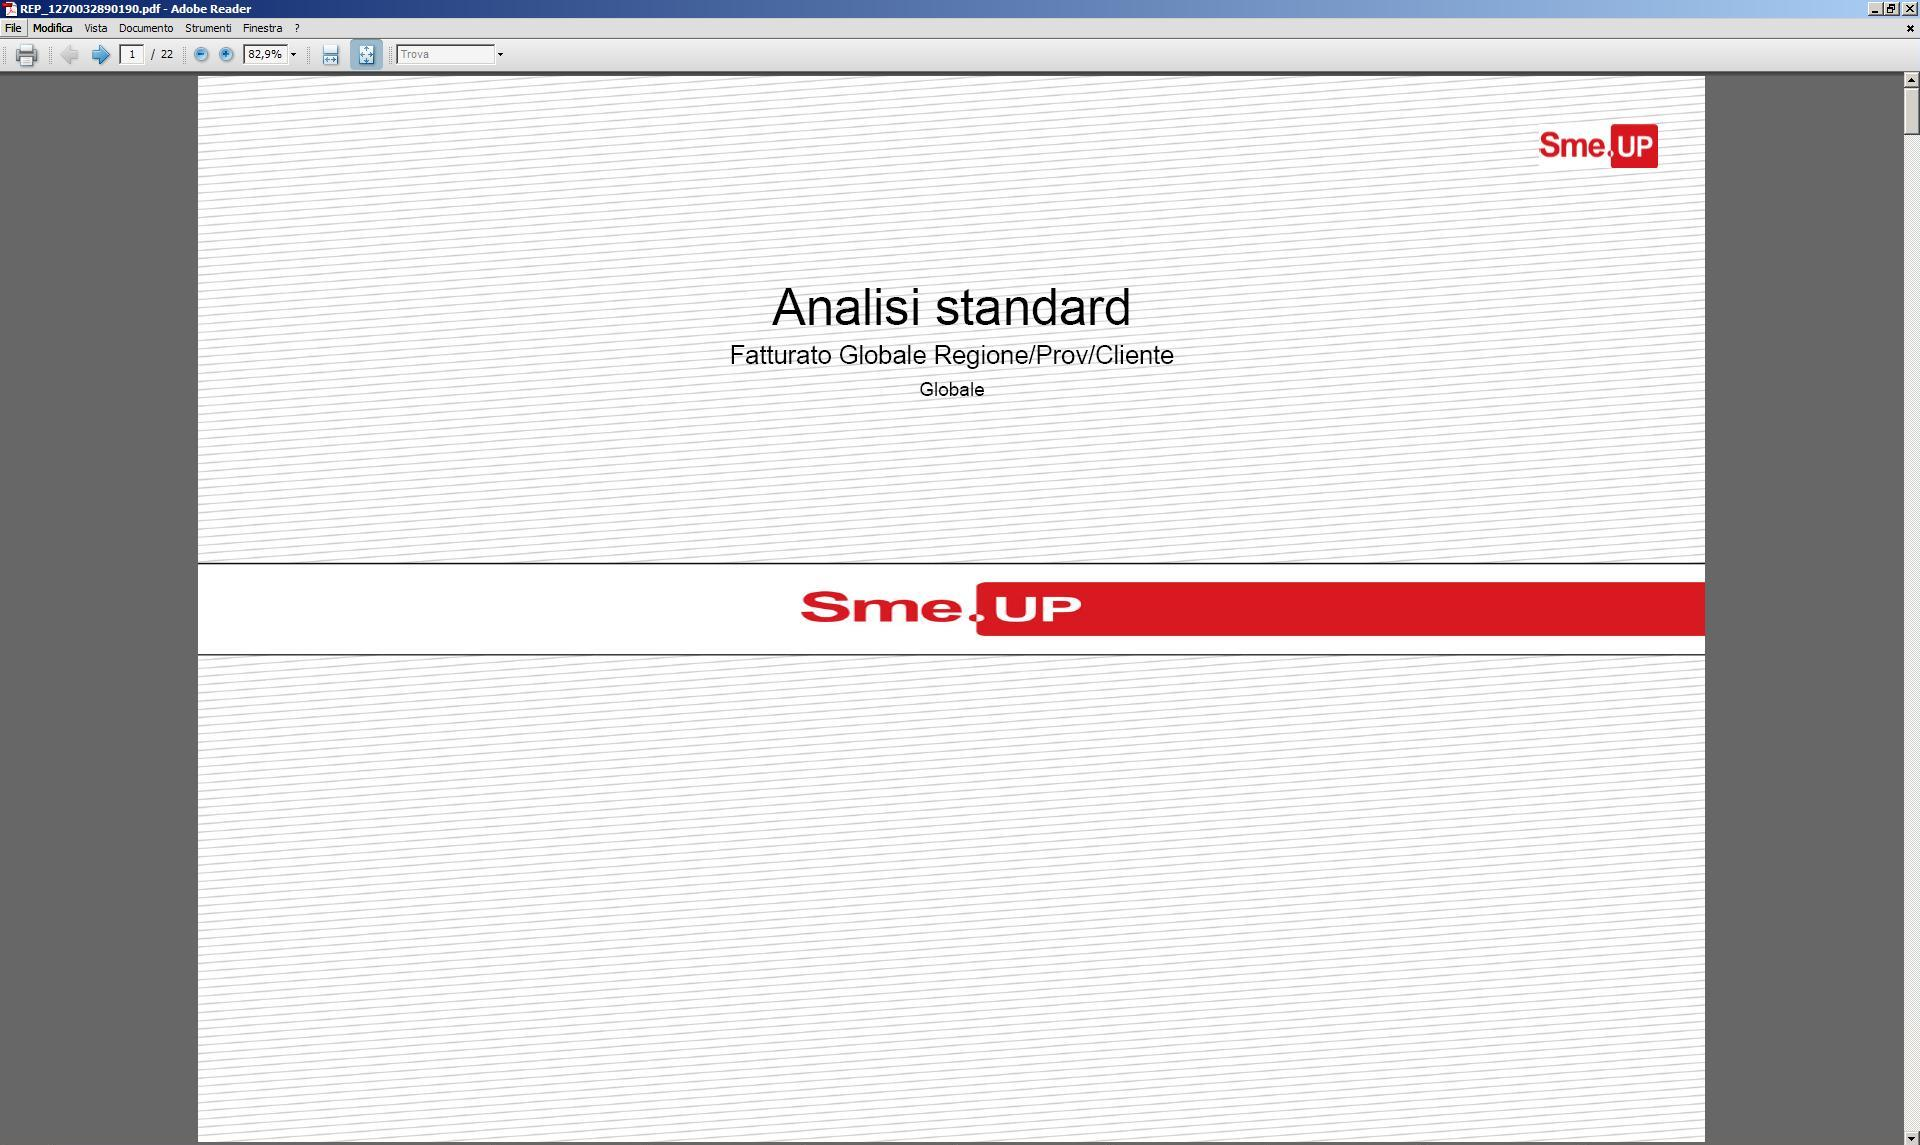 REP_1270032890190.pdf - Adobe Reader
File Modifica Vista Documento Strumenti Finestra ?
1 / 22 82,9% Trova
Sme.UP
Analisi standard
Fatturato Globale Regione/Prov/Cliente
Globale
Sme.UP